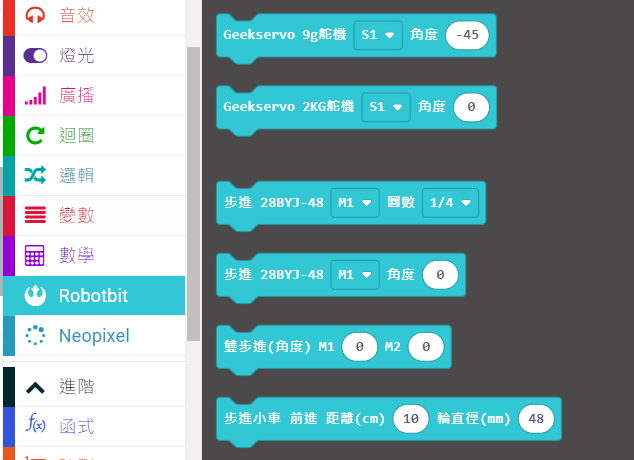 音效
燈光
廣播
迴圈
邏輯
變數
數學
Robotbit
Neopixel
進階
函式
Geekservo 9g舵機 S1 角度 -45
Geekservo 2KG舵機 S1 角度 0
步進 28BYJ-48 M1 圈數 1/4
步進 28BYJ-48 M1 角度 0
雙步進(角度) M1 0 M2 0
步進小車 前進 距離(cm) 10 輪直徑(mm) 48